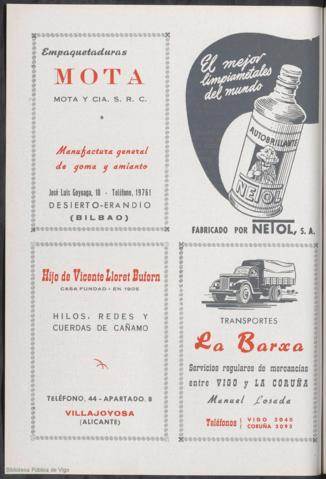 Empaquetaduras
MOTA
MOTA Y CIA. S. R. C.
Manufactura general
de goma y amianto
José Luis Goyoaga, 18 - Teléfono, 19761
DESIERTO-ERANDIO
(BILBAO)
El mejor
limpiametales
del mundo
AUTOBRILLANTE
NETOL
FABRICADO POR NETOL, S. A.
Hijo de Vicente Lloret Buforn
CASA FUNDADA EN 1905
HILOS, REDES Y
CUERDAS DE CAÑAMO
TELÉFONO, 44 - APARTADO, 8
VILLAJOYOSA
(ALICANTE)
TRANSPORTES
La Barxa
Servicios regulares de mercancías
entre VIGO y LA CORUÑA
Manuel Losada
Teléfonos
VIGO 2040
CORUÑA 5095
Biblioteca Pública de Vigo